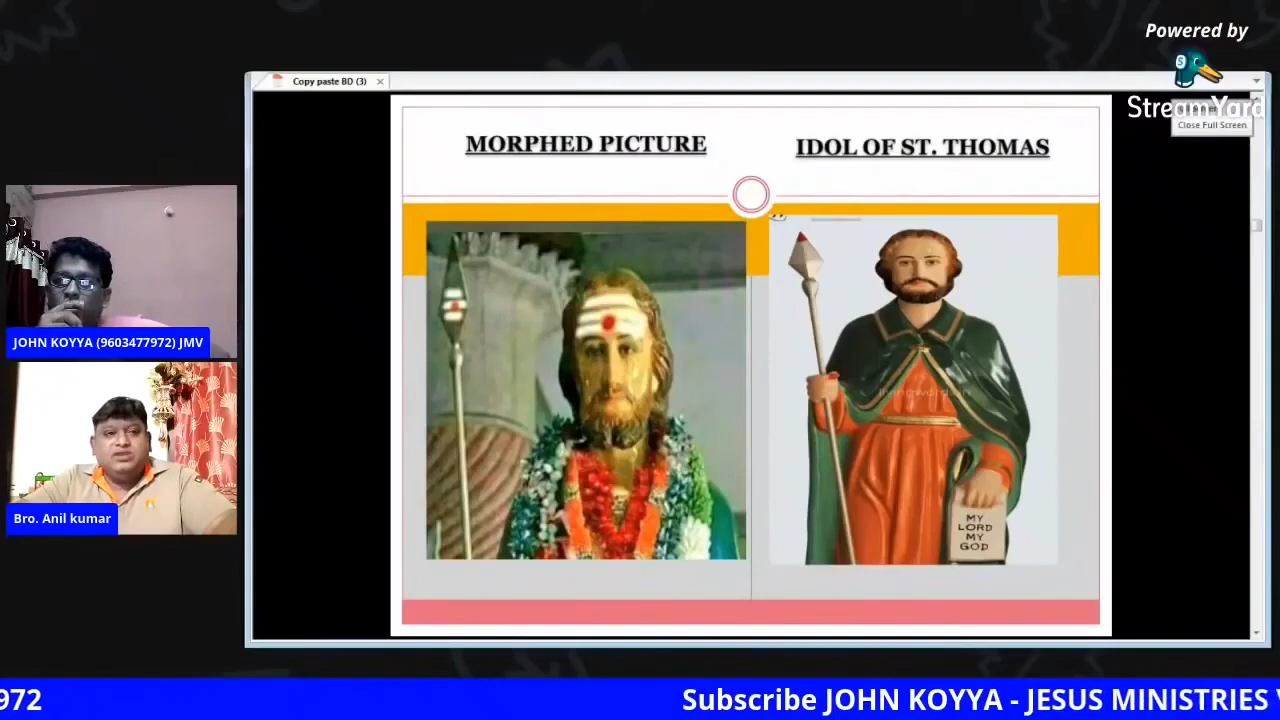 Powered by
StreamYard
Copy paste BD (3)
Close Full Screen
MORPHED PICTURE
IDOL OF ST. THOMAS
MY
LORD
MY
GOD
JOHN KOYYA (9603477972) JMV
Bro. Anil kumar
972
Subscribe JOHN KOYYA - JESUS MINISTRIES